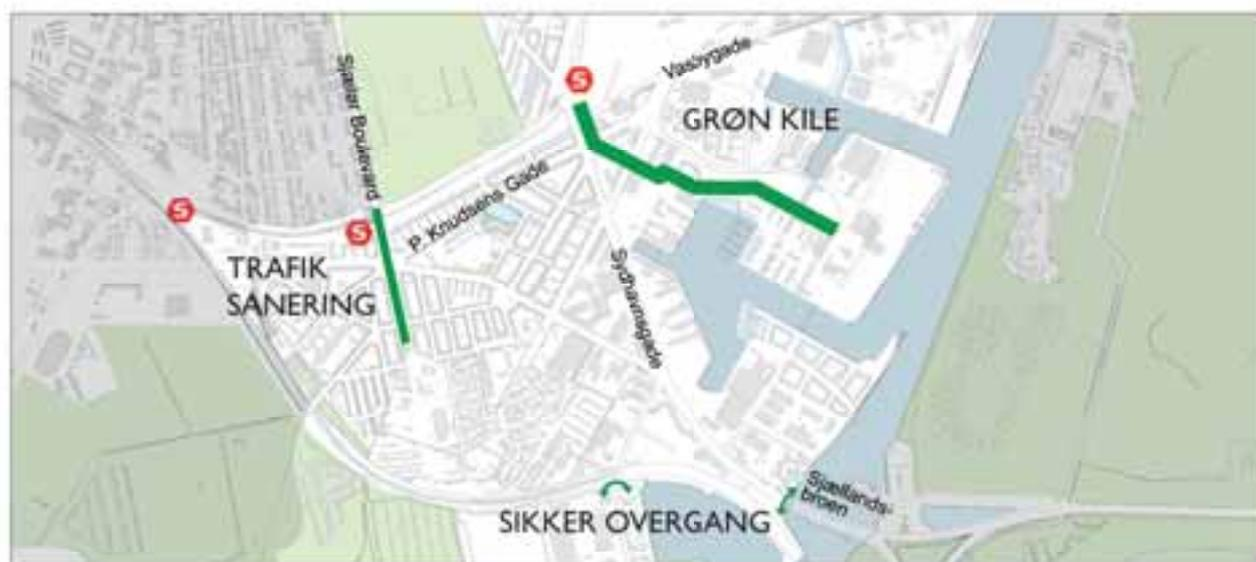 Sjælør Boulevard
S
Vasbygade
GRØN KILE
S
S
P. Knudsens Gade
TRAFIK
SANERING
Sydhavnsgade
Sjællands-
broen
SIKKER OVERGANG